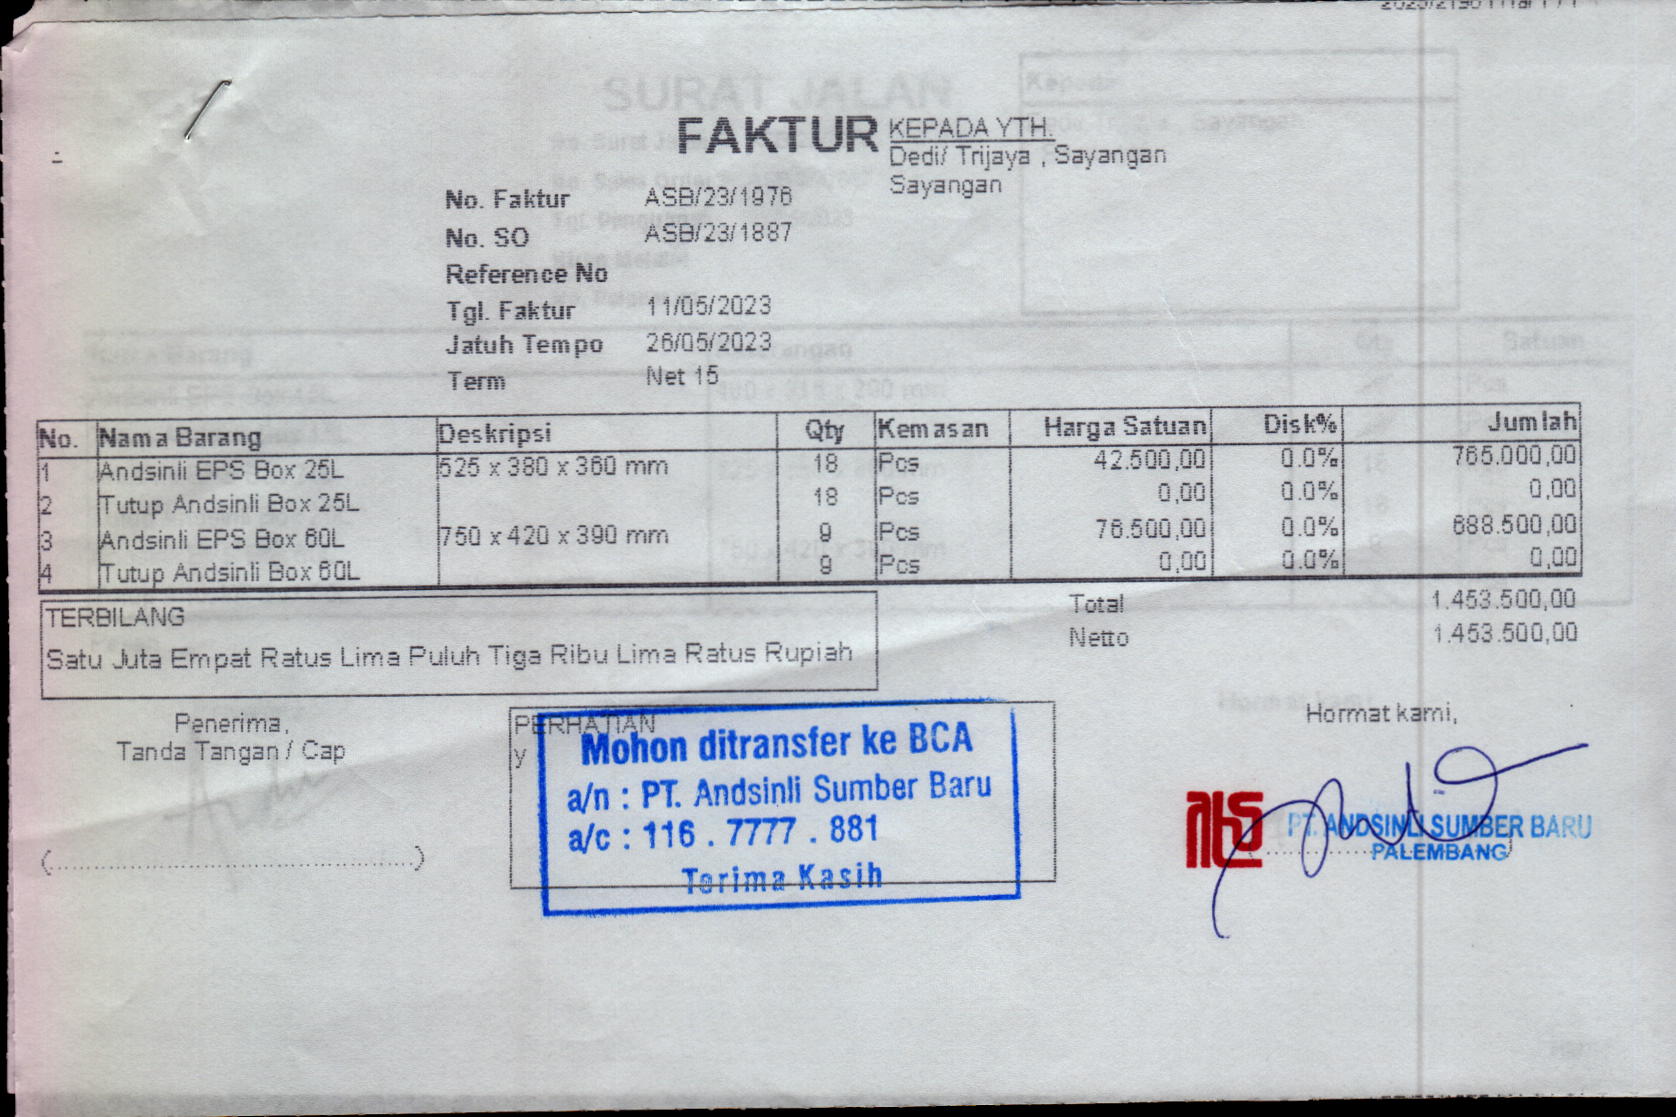 FAKTUR
KEPADA YTH.
Dedi/ Trijaya , Sayangan
Sayangan
No. Faktur ASB/23/1976
No. SO ASB/23/1887
Reference No
Tgl. Faktur 11/05/2023
Jatuh Tempo 26/05/2023
Term Net 15
No. Nama Barang Deskripsi Qty Kemasan Harga Satuan Disk% Jumlah
1 Andsinli EPS Box 25L 525 x 380 x 360 mm 18 Pcs 42.500,00 0.0% 765.000,00
2 Tutup Andsinli Box 25L 18 Pcs 0,00 0.0% 0,00
3 Andsinli EPS Box 60L 750 x 420 x 390 mm 9 Pcs 76.500,00 0.0% 688.500,00
4 Tutup Andsinli Box 60L 9 Pcs 0,00 0.0% 0,00
TERBILANG
Satu Juta Empat Ratus Lima Puluh Tiga Ribu Lima Ratus Rupiah
Total 1.453.500,00
Netto 1.453.500,00
Penerima,
Tanda Tangan / Cap
PERHATIAN
y
Mohon ditransfer ke BCA
a/n : PT. Andsinli Sumber Baru
a/c : 116 . 7777 . 881
Terima Kasih
Hormat kami,
PT. ANDSINLI SUMBER BARU
PALEMBANG
SURAT JALAN
Kepada